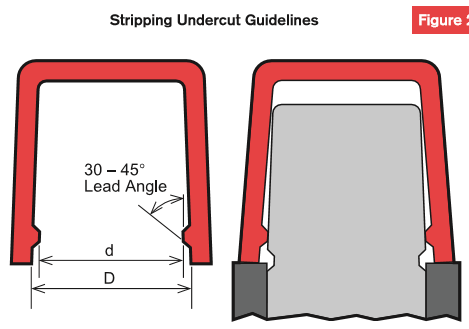 Stripping Undercut Guidelines
Figure 2
30 – 45°
Lead Angle
d
D